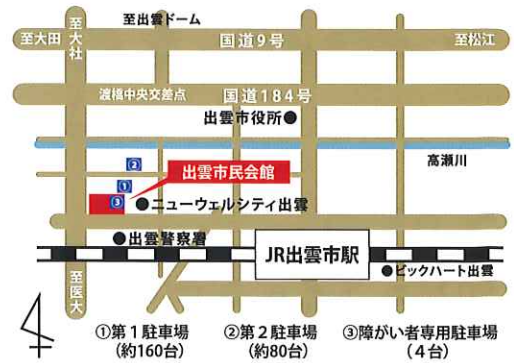 至出雲ドーム
至大田
至大社
国道9号
至松江
渡橋中央交差点
国道184号
出雲市役所
高瀬川
②
出雲市民会館
①
③
ニューウェルシティ出雲
出雲警察署
JR出雲市駅
ビックハート出雲
至医大
①第1駐車場
(約160台)
②第2駐車場
(約80台)
③障がい者専用駐車場
(4台)